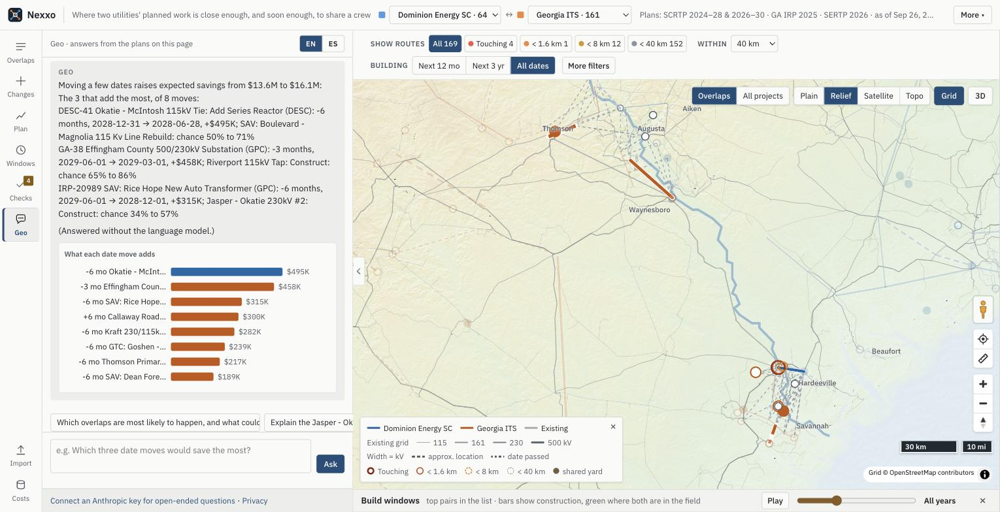 Nexxo
Where two utilities' planned work is close enough, and soon enough, to share a crew
Dominion Energy SC · 64
↔
Georgia ITS · 161
Plans: SCRTP 2024–28 & 2026–30 · GA IRP 2025 · SERTP 2026 · as of Sep 26, 2...
More
Overlaps
Changes
Plan
Windows
4
Checks
Geo
Import
Costs
Geo · answers from the plans on this page
EN
ES
GEO
Moving a few dates raises expected savings from $13.6M to $16.1M:
The 3 that add the most, of 8 moves:
DESC-41 Okatie - McIntosh 115kV Tie: Add Series Reactor (DESC): -6
months, 2028-12-31 → 2028-06-28, +$495K; SAV: Boulevard -
Magnolia 115 Kv Line Rebuild: chance 50% to 71%
GA-38 Effingham County 500/230kV Substation (GPC): -3 months,
2029-06-01 → 2029-03-01, +$458K; Riverport 115kV Tap: Construct:
chance 65% to 86%
IRP-20989 SAV: Rice Hope New Auto Transformer (GPC): -6 months,
2029-06-01 → 2028-12-01, +$315K; Jasper - Okatie 230kV #2:
Construct: chance 34% to 57%
(Answered without the language model.)
What each date move adds
-6 mo Okatie - McInt... $495K
-3 mo Effingham Coun... $458K
-6 mo SAV: Rice Hope... $315K
+6 mo Callaway Road... $300K
-6 mo Kraft 230/115k... $282K
-6 mo GTC: Goshen -... $239K
-6 mo Thomson Primar... $217K
-6 mo SAV: Dean Fore... $189K
Which overlaps are most likely to happen, and what could
Explain the Jasper - Ok
e.g. Which three date moves would save the most?
Ask
Connect an Anthropic key for open-ended questions · Privacy
SHOW ROUTES
All 169
Touching 4
< 1.6 km 1
< 8 km 12
< 40 km 152
WITHIN
40 km
BUILDING
Next 12 mo
Next 3 yr
All dates
More filters
Overlaps
All projects
Plain
Relief
Satellite
Topo
Grid
3D
Aiken
Thomson
Augusta
Waynesboro
Beaufort
Hardeeville
Savannah
Dominion Energy SC
Georgia ITS
Existing
×
Existing grid
115
161
230
500 kV
Width = kV
approx. location
date passed
Touching
< 1.6 km
< 8 km
< 40 km
shared yard
30 km
10 mi
Grid © OpenStreetMap contributors
Build windows
top pairs in the list · bars show construction, green where both are in the field
Play
All years
×